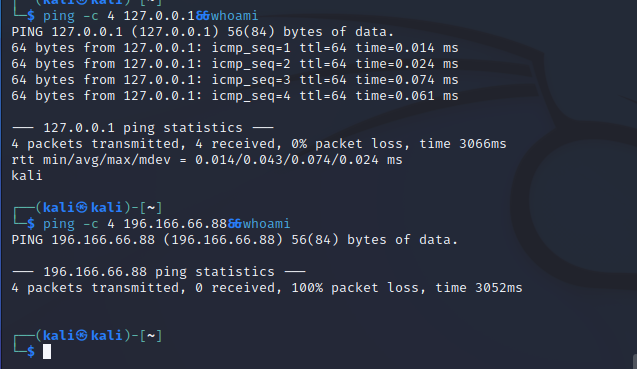 ┌──(kali㉿kali)-[~]
└─$ ping -c 4 127.0.0.1&&whoami
PING 127.0.0.1 (127.0.0.1) 56(84) bytes of data.
64 bytes from 127.0.0.1: icmp_seq=1 ttl=64 time=0.014 ms
64 bytes from 127.0.0.1: icmp_seq=2 ttl=64 time=0.024 ms
64 bytes from 127.0.0.1: icmp_seq=3 ttl=64 time=0.074 ms
64 bytes from 127.0.0.1: icmp_seq=4 ttl=64 time=0.061 ms
--- 127.0.0.1 ping statistics ---
4 packets transmitted, 4 received, 0% packet loss, time 3066ms
rtt min/avg/max/mdev = 0.014/0.043/0.074/0.024 ms
kali
┌──(kali㉿kali)-[~]
└─$ ping -c 4 196.166.66.88&&whoami
PING 196.166.66.88 (196.166.66.88) 56(84) bytes of data.
--- 196.166.66.88 ping statistics ---
4 packets transmitted, 0 received, 100% packet loss, time 3052ms
┌──(kali㉿kali)-[~]
└─$